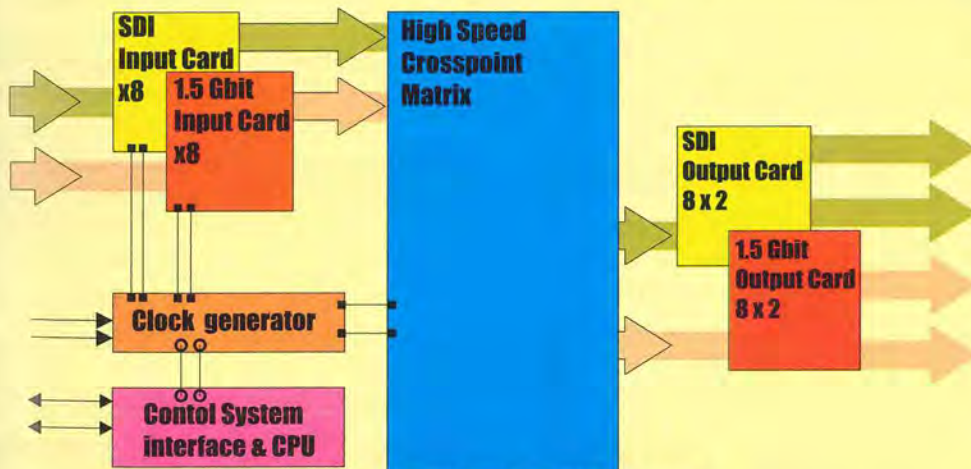 SDI
Input Card
x8
1.5 Gbit
Input Card
x8
High Speed
Crosspoint
Matrix
SDI
Output Card
8 x 2
1.5 Gbit
Output Card
8 x 2
Clock generator
Contol System
interface & CPU